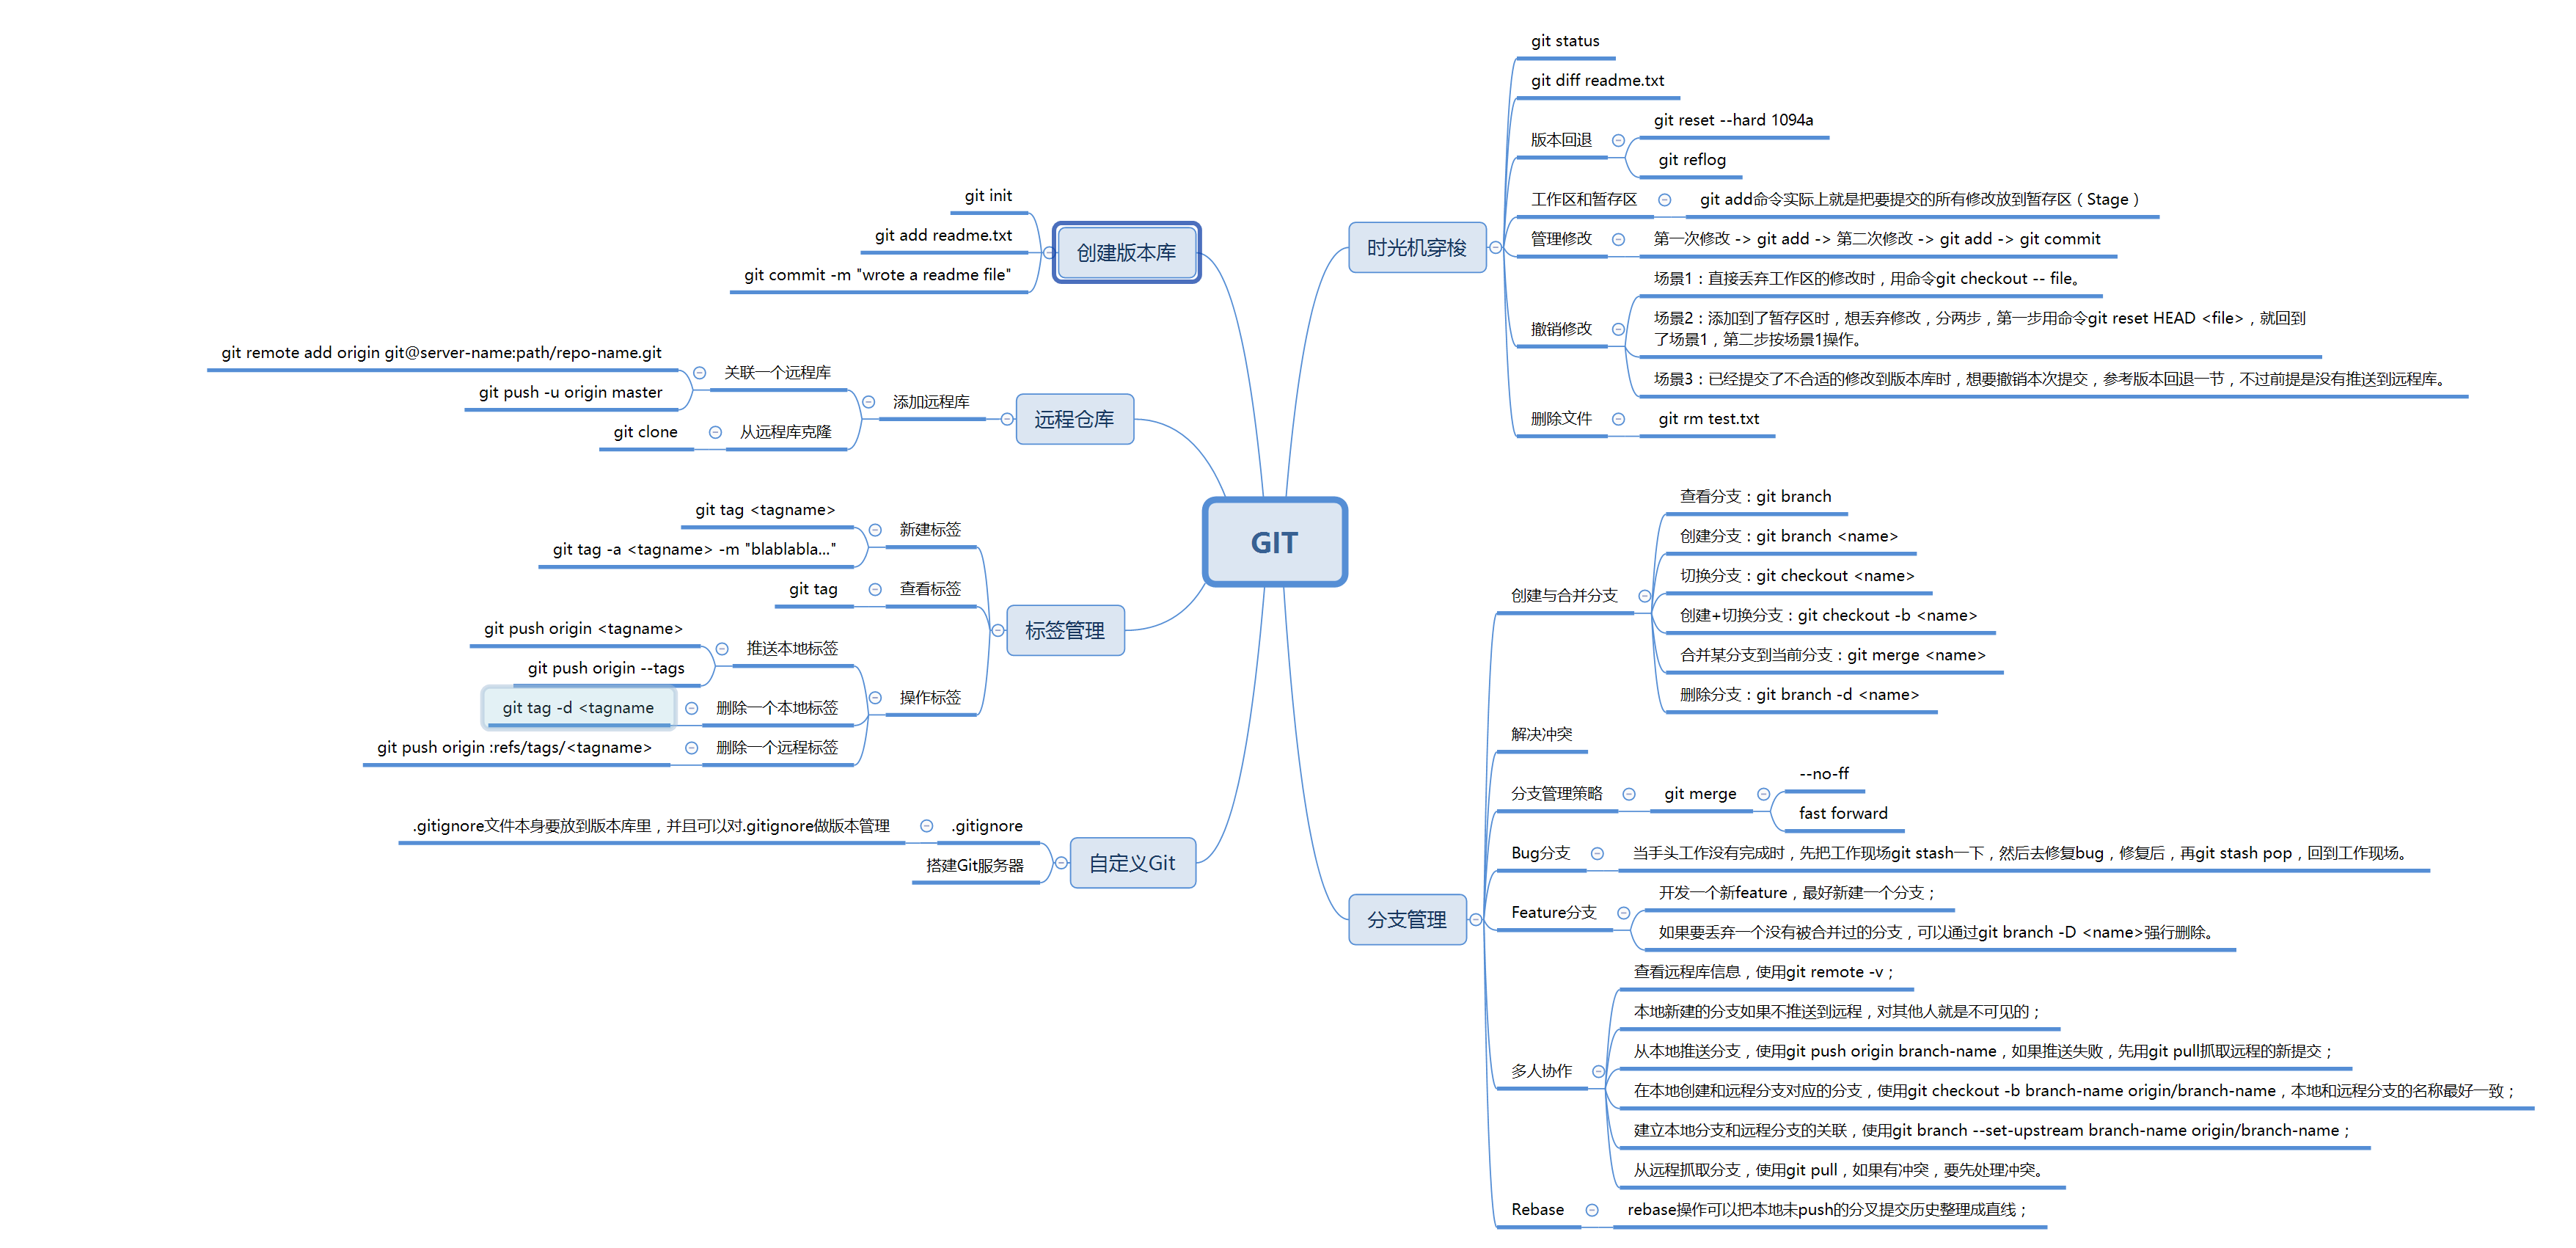 GIT
创建版本库
git init
git add readme.txt
git commit -m "wrote a readme file"
远程仓库
添加远程库
关联一个远程库
git remote add origin git@server-name:path/repo-name.git
git push -u origin master
从远程库克隆
git clone
标签管理
新建标签
git tag <tagname>
git tag -a <tagname> -m "blablabla..."
查看标签
git tag
操作标签
推送本地标签
git push origin <tagname>
git push origin --tags
删除一个本地标签
git tag -d <tagname
删除一个远程标签
git push origin :refs/tags/<tagname>
自定义Git
.gitignore
.gitignore文件本身要放到版本库里，并且可以对.gitignore做版本管理
搭建Git服务器
时光机穿梭
git status
git diff readme.txt
版本回退
git reset --hard 1094a
git reflog
工作区和暂存区
git add命令实际上就是把要提交的所有修改放到暂存区（Stage）
管理修改
第一次修改 -> git add -> 第二次修改 -> git add -> git commit
撤销修改
场景1：直接丢弃工作区的修改时，用命令git checkout -- file。
场景2：添加到了暂存区时，想丢弃修改，分两步，第一步用命令git reset HEAD <file>，就回到
了场景1，第二步按场景1操作。
场景3：已经提交了不合适的修改到版本库时，想要撤销本次提交，参考版本回退一节，不过前提是没有推送到远程库。
删除文件
git rm test.txt
分支管理
创建与合并分支
查看分支：git branch
创建分支：git branch <name>
切换分支：git checkout <name>
创建+切换分支：git checkout -b <name>
合并某分支到当前分支：git merge <name>
删除分支：git branch -d <name>
解决冲突
分支管理策略
git merge
--no-ff
fast forward
Bug分支
当手头工作没有完成时，先把工作现场git stash一下，然后去修复bug，修复后，再git stash pop，回到工作现场。
Feature分支
开发一个新feature，最好新建一个分支；
如果要丢弃一个没有被合并过的分支，可以通过git branch -D <name>强行删除。
多人协作
查看远程库信息，使用git remote -v；
本地新建的分支如果不推送到远程，对其他人就是不可见的；
从本地推送分支，使用git push origin branch-name，如果推送失败，先用git pull抓取远程的新提交；
在本地创建和远程分支对应的分支，使用git checkout -b branch-name origin/branch-name，本地和远程分支的名称最好一致；
建立本地分支和远程分支的关联，使用git branch --set-upstream branch-name origin/branch-name；
从远程抓取分支，使用git pull，如果有冲突，要先处理冲突。
Rebase
rebase操作可以把本地未push的分叉提交历史整理成直线；